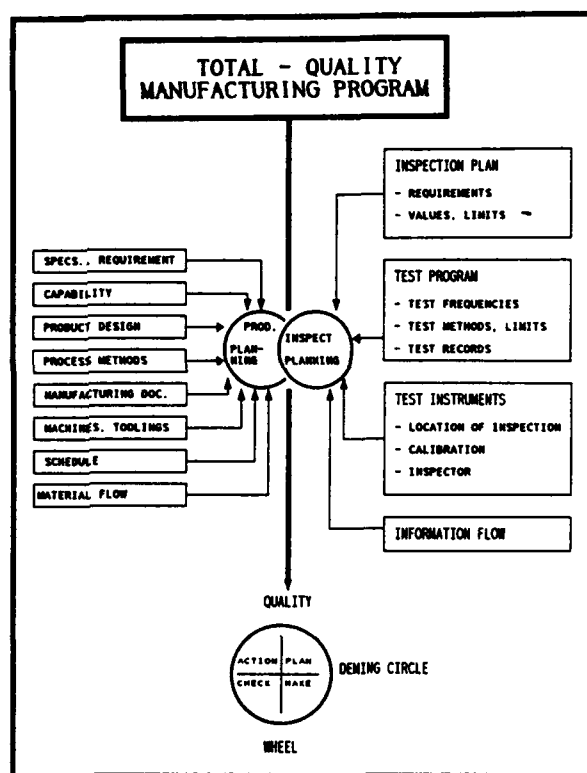 TOTAL - QUALITY
MANUFACTURING PROGRAM
SPECS., REQUIREMENT
CAPABILITY
PRODUCT DESIGN
PROCESS METHODS
MANUFACTURING DOC.
MACHINES, TOOLINGS
SCHEDULE
MATERIAL FLOW
PROD.
PLAN-
NING
INSPECT
PLANNING
INSPECTION PLAN
- REQUIREMENTS
- VALUES, LIMITS
TEST PROGRAM
- TEST FREQUENCIES
- TEST METHODS, LIMITS
- TEST RECORDS
TEST INSTRUMENTS
- LOCATION OF INSPECTION
- CALIBRATION
- INSPECTOR
INFORMATION FLOW
QUALITY
ACTION PLAN
CHECK MAKE
DEMING CIRCLE
WHEEL